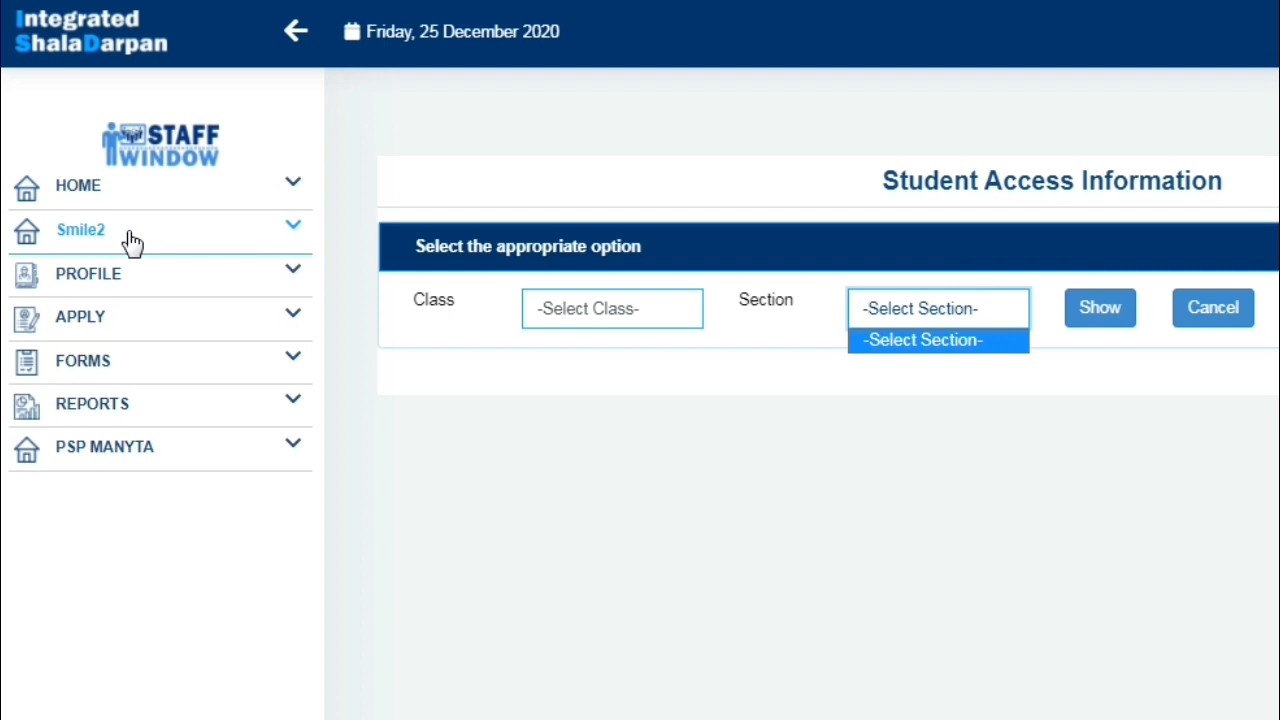 Integrated
ShalaDarpan
Friday, 25 December 2020
STAFF
WINDOW
HOME
Smile2
PROFILE
APPLY
FORMS
REPORTS
PSP MANYTA
Student Access Information
Select the appropriate option
Class
-Select Class-
Section
-Select Section-
Show
Cancel
-Select Section-